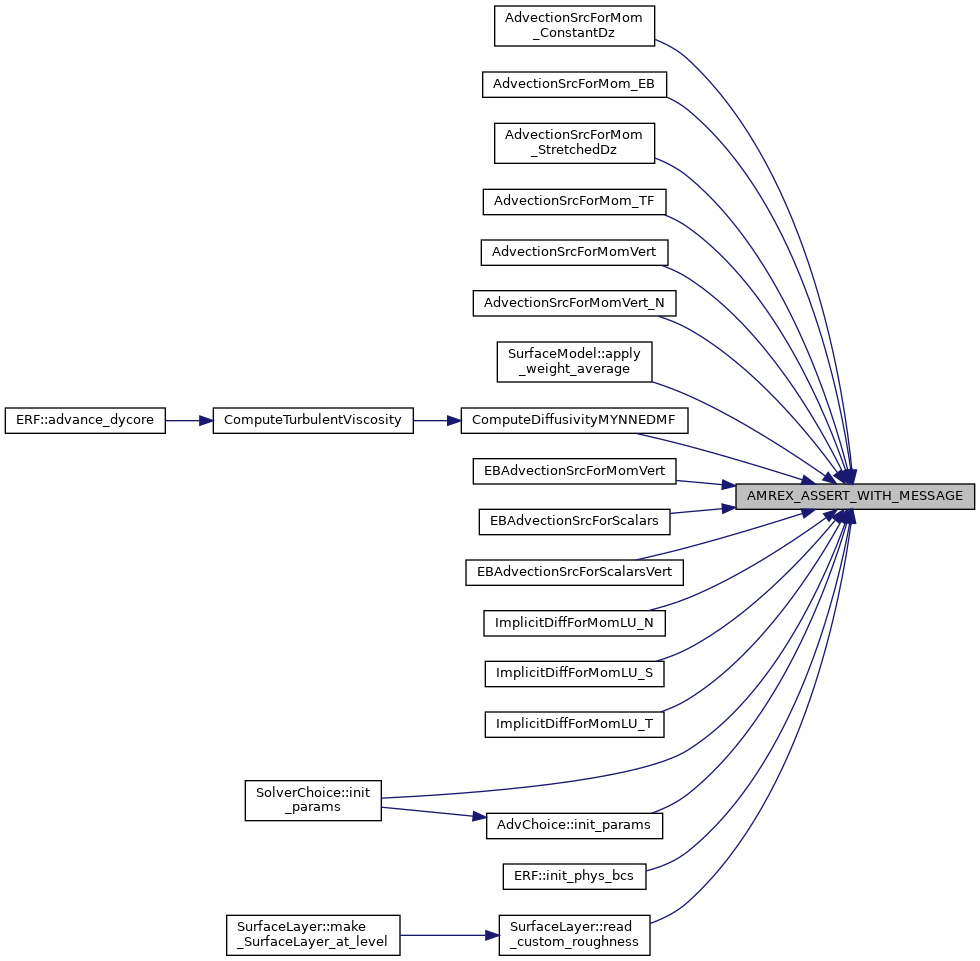 AdvectionSrcForMom
_ConstantDz
AdvectionSrcForMom_EB
AdvectionSrcForMom
_StretchedDz
AdvectionSrcForMom_TF
AdvectionSrcForMomVert
AdvectionSrcForMomVert_N
SurfaceModel::apply
_weight_average
ERF::advance_dycore
ComputeTurbulentViscosity
ComputeDiffusivityMYNNEDMF
EBAdvectionSrcForMomVert
AMREX_ASSERT_WITH_MESSAGE
EBAdvectionSrcForScalars
EBAdvectionSrcForScalarsVert
ImplicitDiffForMomLU_N
ImplicitDiffForMomLU_S
ImplicitDiffForMomLU_T
SolverChoice::init
_params
AdvChoice::init_params
ERF::init_phys_bcs
SurfaceLayer::make
_SurfaceLayer_at_level
SurfaceLayer::read
_custom_roughness